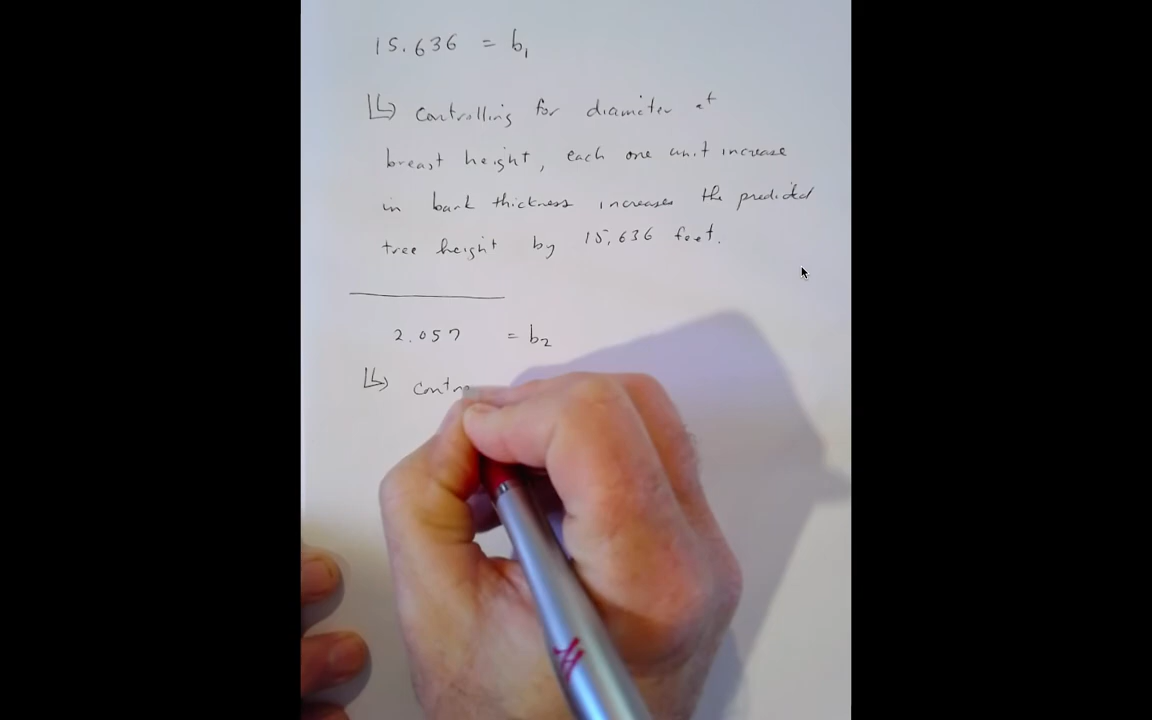 15.636 = b₁
↳ Controlling for diameter at
breast height, each one unit increase
in bark thickness increases the predicted
tree height by 15.636 feet.
2.057 = b₂
↳ contro